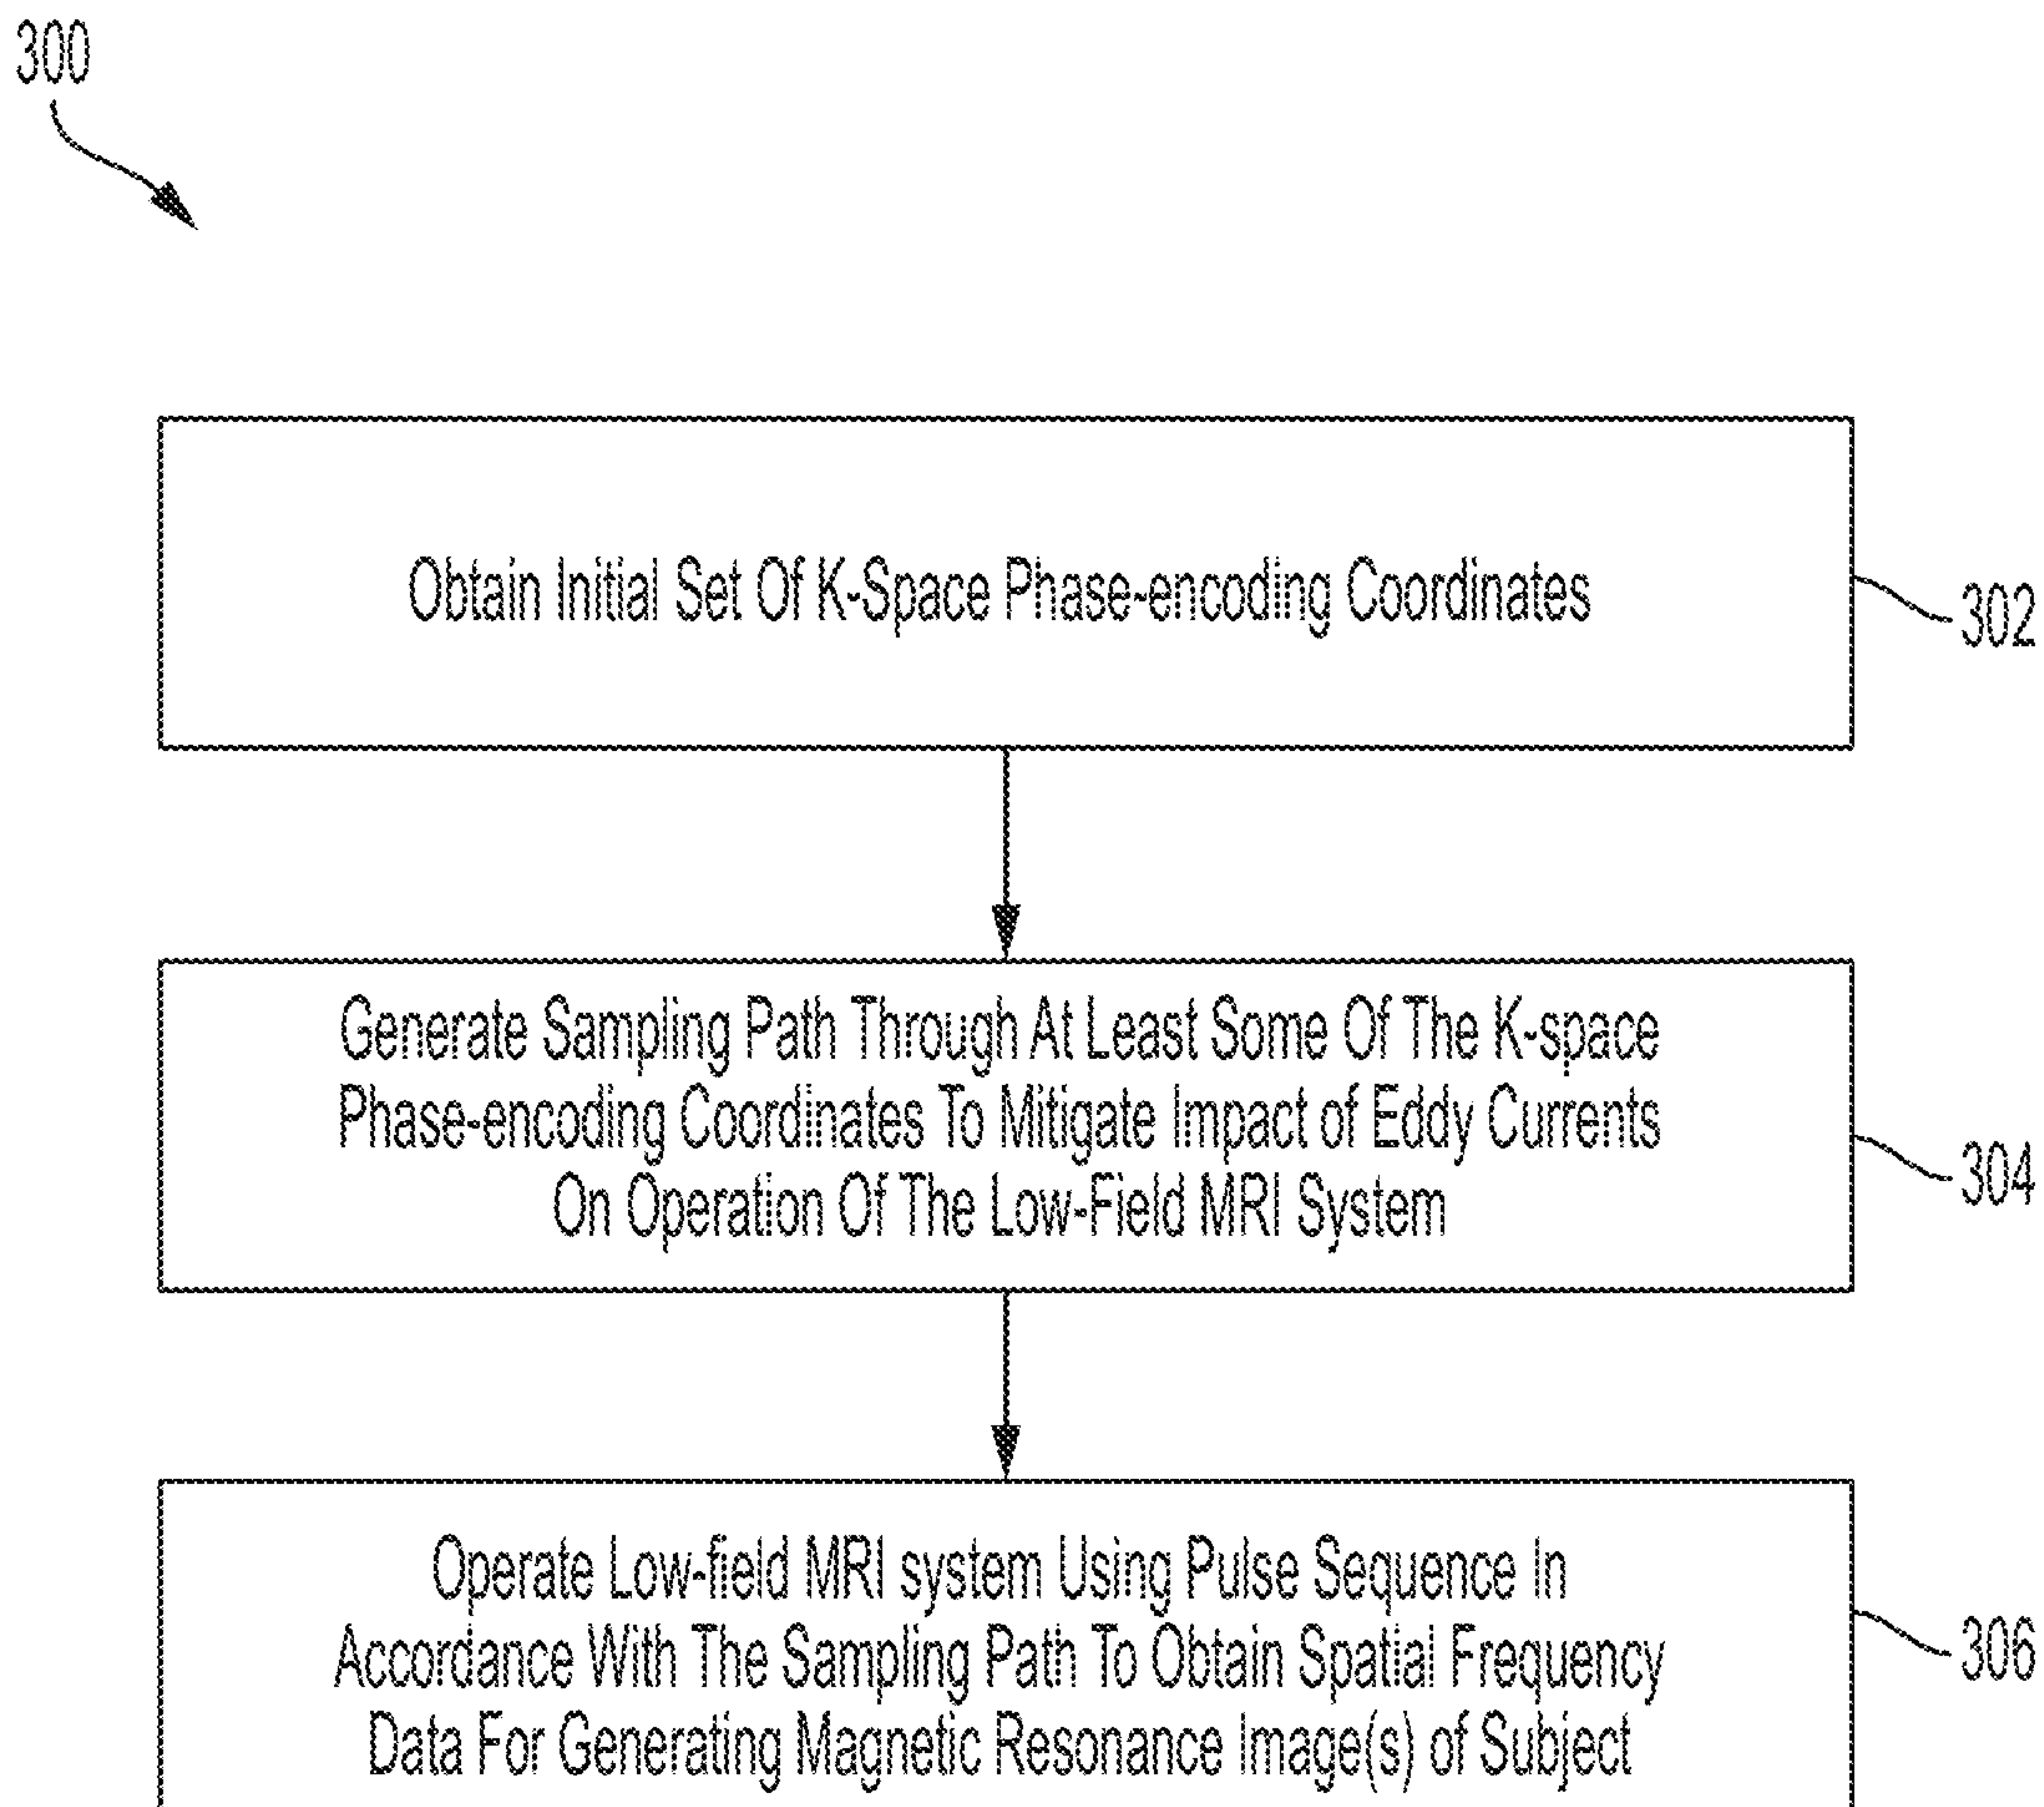 300
Obtain Initial Set Of K-Space Phase-encoding Coordinates
302
Generate Sampling Path Through At Least Some Of The K-space
Phase-encoding Coordinates To Mitigate Impact of Eddy Currents
On Operation Of The Low-Field MRI System
304
Operate Low-field MRI system Using Pulse Sequence In
Accordance With The Sampling Path To Obtain Spatial Frequency
Data For Generating Magnetic Resonance Image(s) of Subject
306